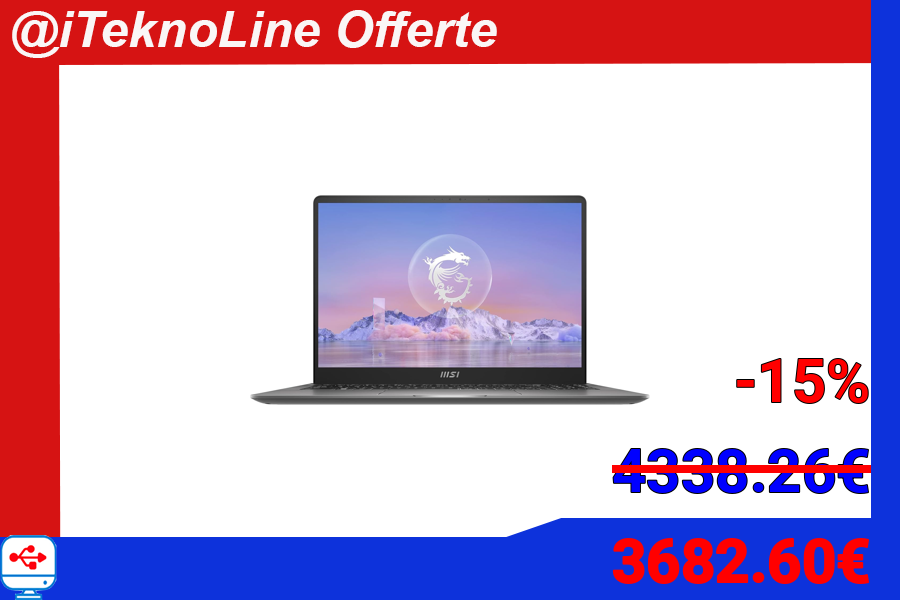 @iTeknoLine Offerte
msi
-15%
4338.26€
3682.60€